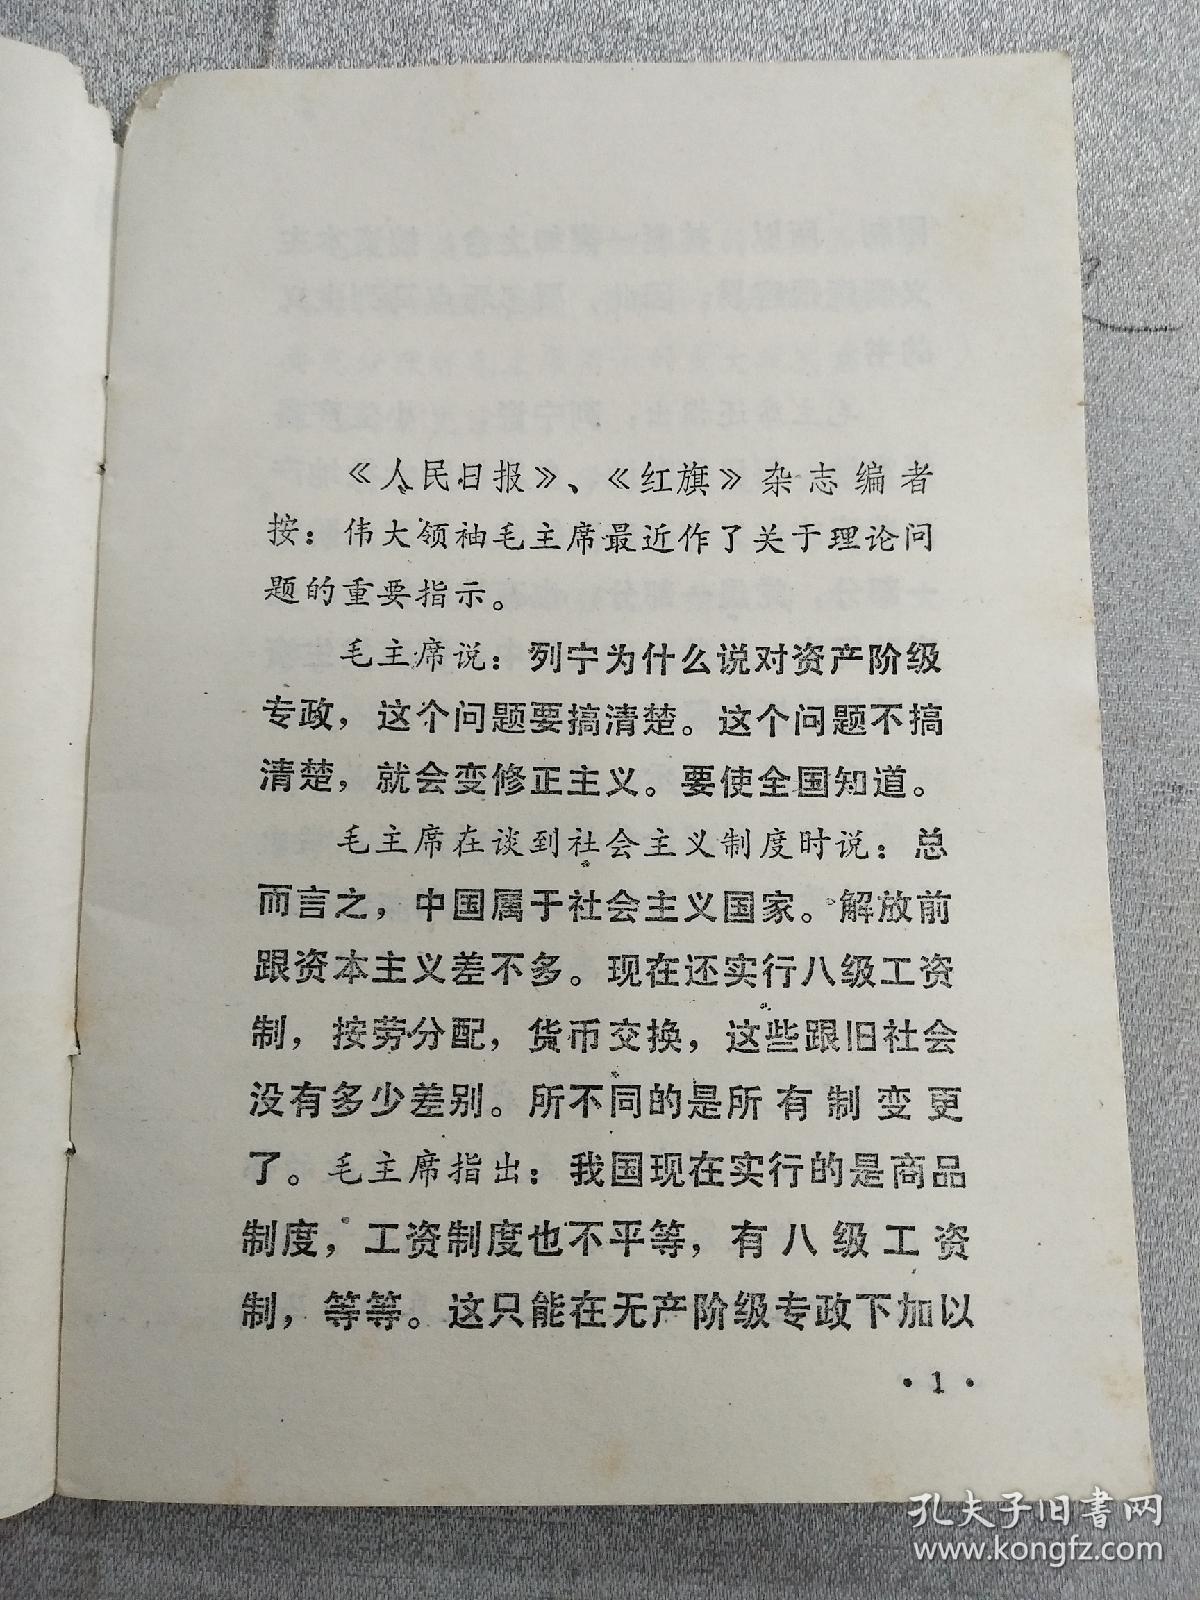 《人民日报》、《红旗》杂志编者
按：伟大领袖毛主席最近作了关于理论问
题的重要指示。
毛主席说：列宁为什么说对资产阶级
专政，这个问题要搞清楚。这个问题不搞
清楚，就会变修正主义。要使全国知道。
毛主席在谈到社会主义制度时说：总
而言之，中国属于社会主义国家。解放前
跟资本主义差不多。现在还实行八级工资
制，按劳分配，货币交换，这些跟旧社会
没有多少差别。所不同的是所有制变更
了。毛主席指出：我国现在实行的是商品
制度，工资制度也不平等，有八级工资
制，等等。这只能在无产阶级专政下加以
·1·
孔夫子旧书网
www.kongfz.com